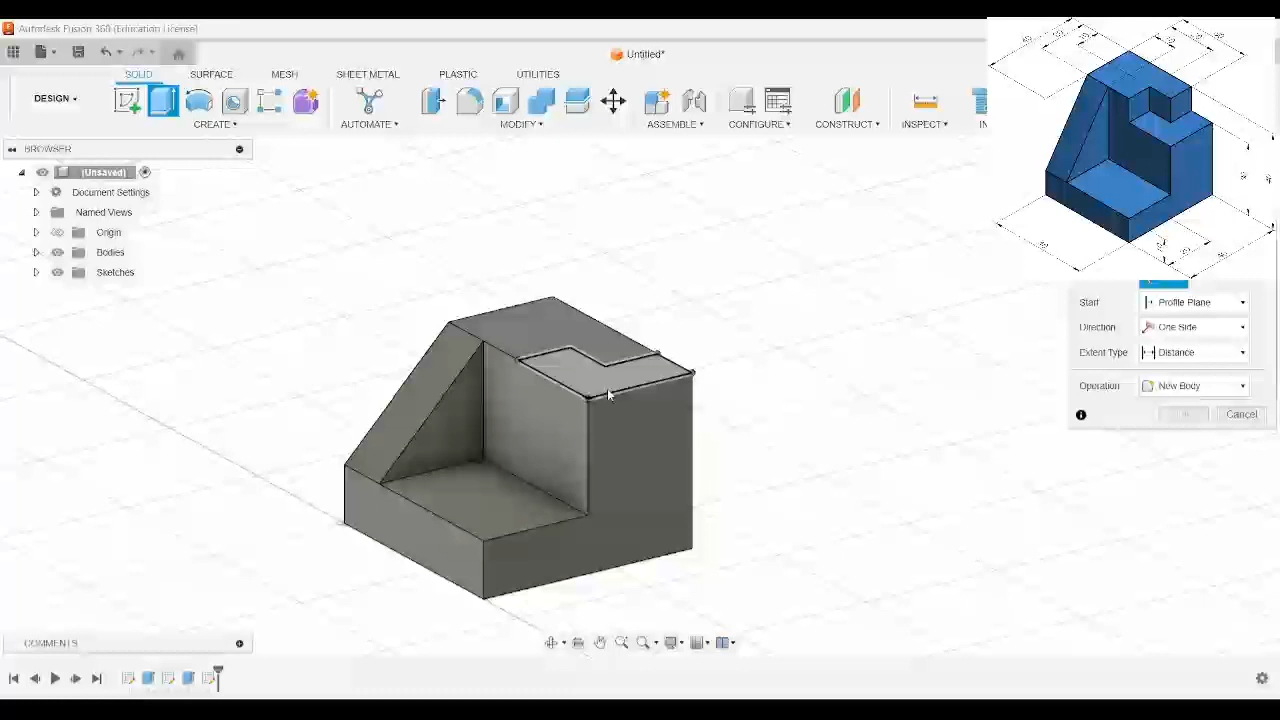 Autodesk Fusion 360 (Education License)
Untitled*
SOLID SURFACE MESH SHEET METAL PLASTIC UTILITIES
DESIGN
CREATE AUTOMATE MODIFY ASSEMBLE CONFIGURE CONSTRUCT INSPECT
BROWSER
(Unsaved)
Document Settings
Named Views
Origin
Bodies
Sketches
Start Profile Plane
Direction One Side
Extent Type Distance
Operation New Body
Cancel
COMMENTS